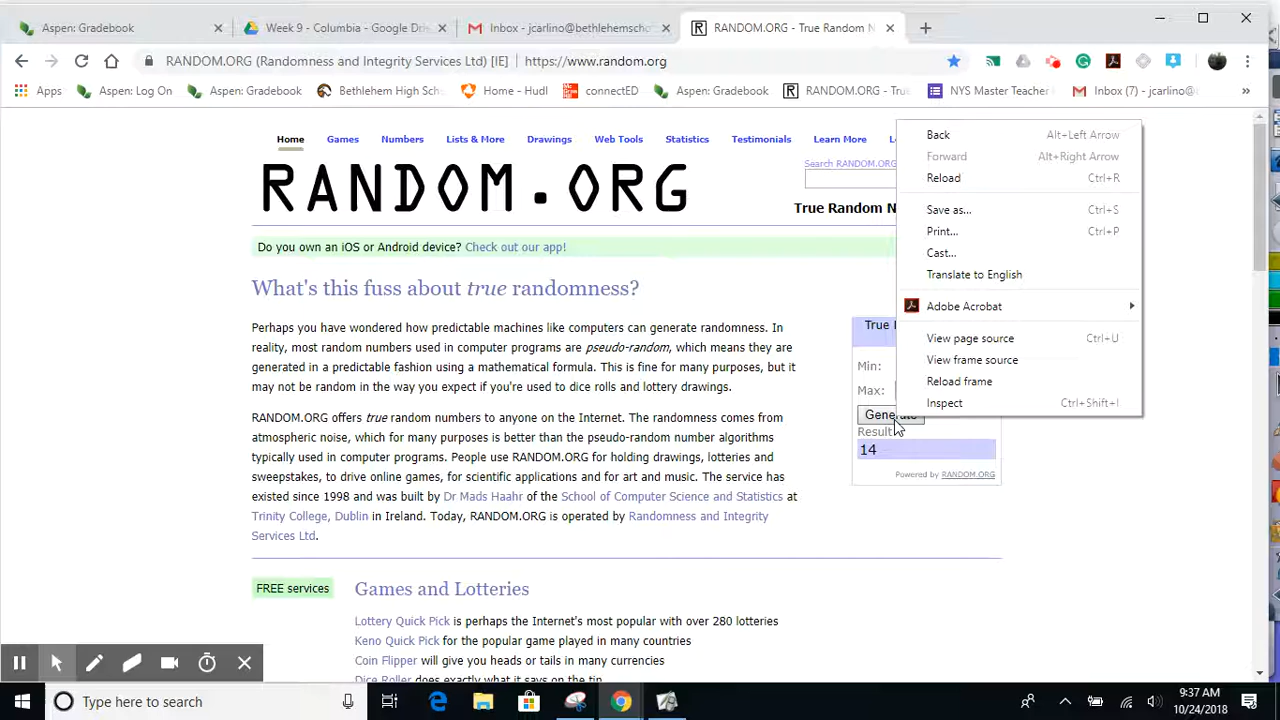 Aspen: Gradebook
Week 9 - Columbia - Google Dri
Inbox - jcarlino@bethlehemscho
RANDOM.ORG - True Random N
RANDOM.ORG (Randomness and Integrity Services Ltd) [IE] | https://www.random.org
Apps
Aspen: Log On
Aspen: Gradebook
Bethlehem High Sch
Home - Hudl
connectED
Aspen: Gradebook
RANDOM.ORG - Tru
NYS Master Teache
Inbox (7) - jcarlino@
»
Home
Games
Numbers
Lists & More
Drawings
Web Tools
Statistics
Testimonials
Learn More
RANDOM.ORG
Search RANDOM.ORG
True Random N
Do you own an iOS or Android device? Check out our app!
What's this fuss about true randomness?
Perhaps you have wondered how predictable machines like computers can generate randomness. In
reality, most random numbers used in computer programs are pseudo-random, which means they are
generated in a predictable fashion using a mathematical formula. This is fine for many purposes, but it
may not be random in the way you expect if you're used to dice rolls and lottery drawings.
RANDOM.ORG offers true random numbers to anyone on the Internet. The randomness comes from
atmospheric noise, which for many purposes is better than the pseudo-random number algorithms
typically used in computer programs. People use RANDOM.ORG for holding drawings, lotteries and
sweepstakes, to drive online games, for scientific applications and for art and music. The service has
existed since 1998 and was built by Dr Mads Haahr of the School of Computer Science and Statistics at
Trinity College, Dublin in Ireland. Today, RANDOM.ORG is operated by Randomness and Integrity
Services Ltd.
True
Min:
Max:
Generate
Result
14
Powered by RANDOM.ORG
Back Alt+Left Arrow
Forward Alt+Right Arrow
Reload Ctrl+R
Save as... Ctrl+S
Print... Ctrl+P
Cast...
Translate to English
Adobe Acrobat
View page source Ctrl+U
View frame source
Reload frame
Inspect Ctrl+Shift+I
FREE services
Games and Lotteries
Lottery Quick Pick is perhaps the Internet's most popular with over 280 lotteries
Keno Quick Pick for the popular game played in many countries
Coin Flipper will give you heads or tails in many currencies
Dice Roller does exactly what it says on the tin
Type here to search
9:37 AM
10/24/2018